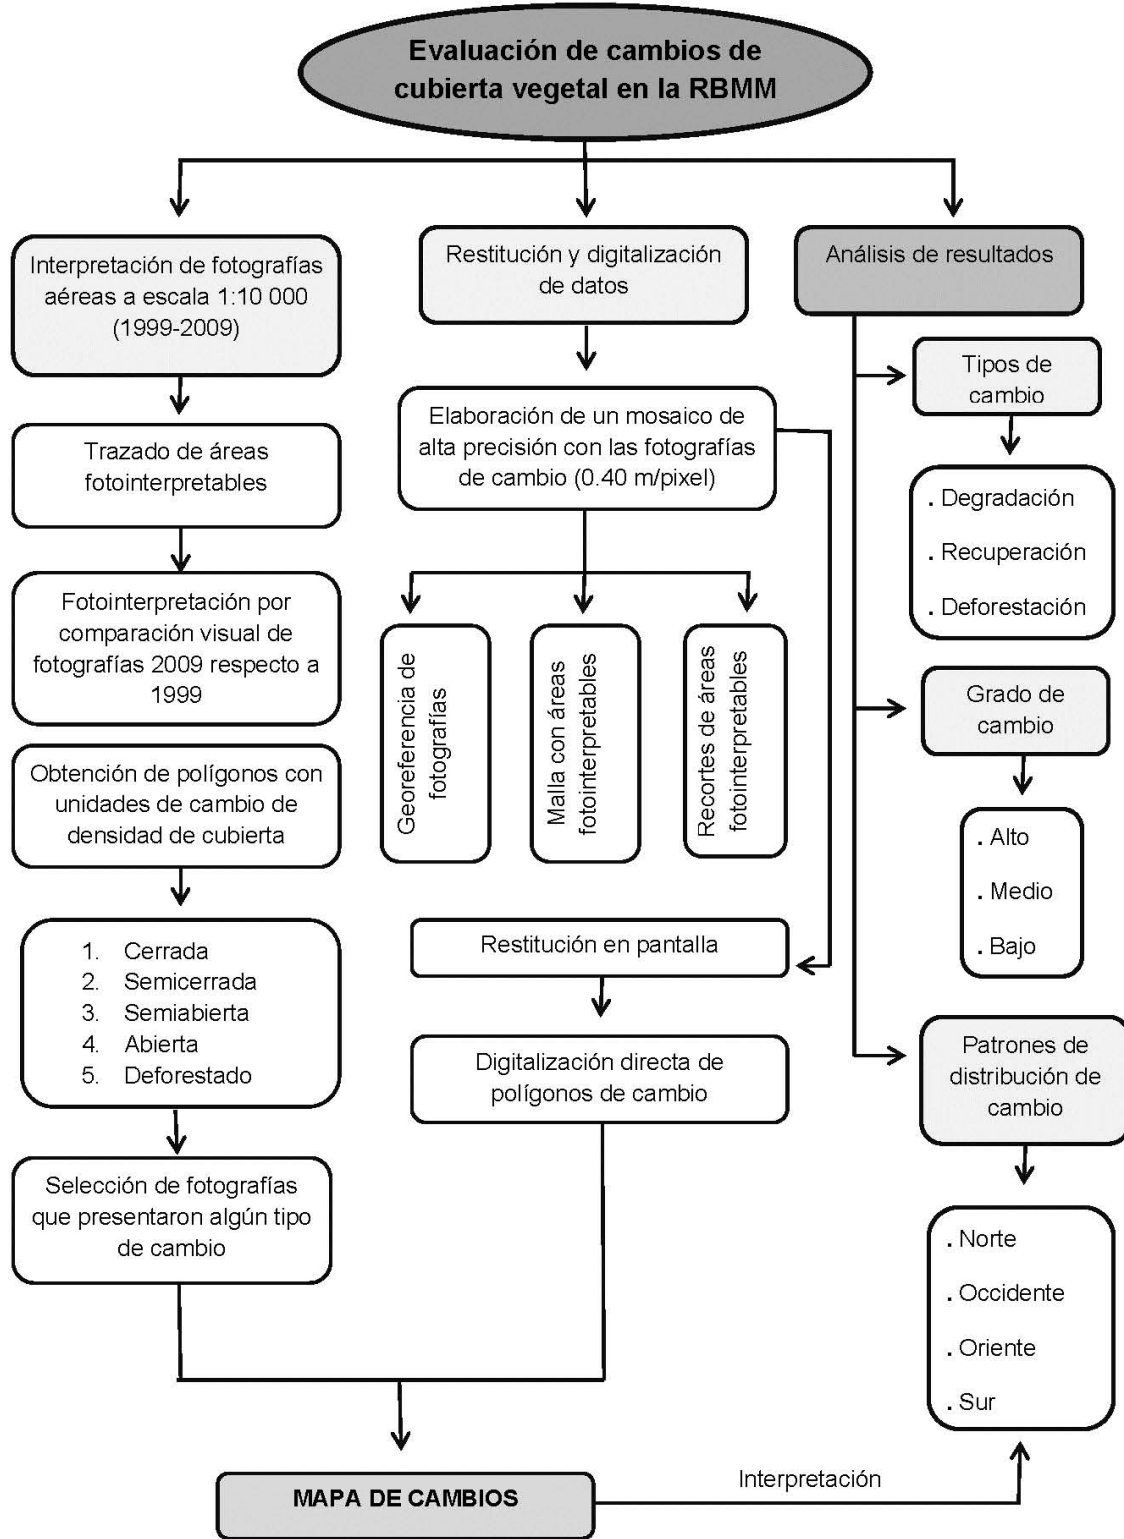 Evaluación de cambios de
cubierta vegetal en la RBMM
Interpretación de fotografías
aéreas a escala 1:10 000
(1999-2009)
Trazado de áreas
fotointerpretables
Fotointerpretación por
comparación visual de
fotografías 2009 respecto a
1999
Obtención de polígonos con
unidades de cambio de
densidad de cubierta
1. Cerrada
2. Semicerrada
3. Semiabierta
4. Abierta
5. Deforestado
Selección de fotografías
que presentaron algún tipo
de cambio
Restitución y digitalización
de datos
Elaboración de un mosaico de
alta precisión con las fotografías
de cambio (0.40 m/pixel)
Georeferencia de
fotografías
Malla con áreas
fotointerpretables
Recortes de áreas
fotointerpretables
Restitución en pantalla
Digitalización directa de
polígonos de cambio
Análisis de resultados
Tipos de
cambio
. Degradación
. Recuperación
. Deforestación
Grado de
cambio
. Alto
. Medio
. Bajo
Patrones de
distribución de
cambio
. Norte
. Occidente
. Oriente
. Sur
MAPA DE CAMBIOS
Interpretación